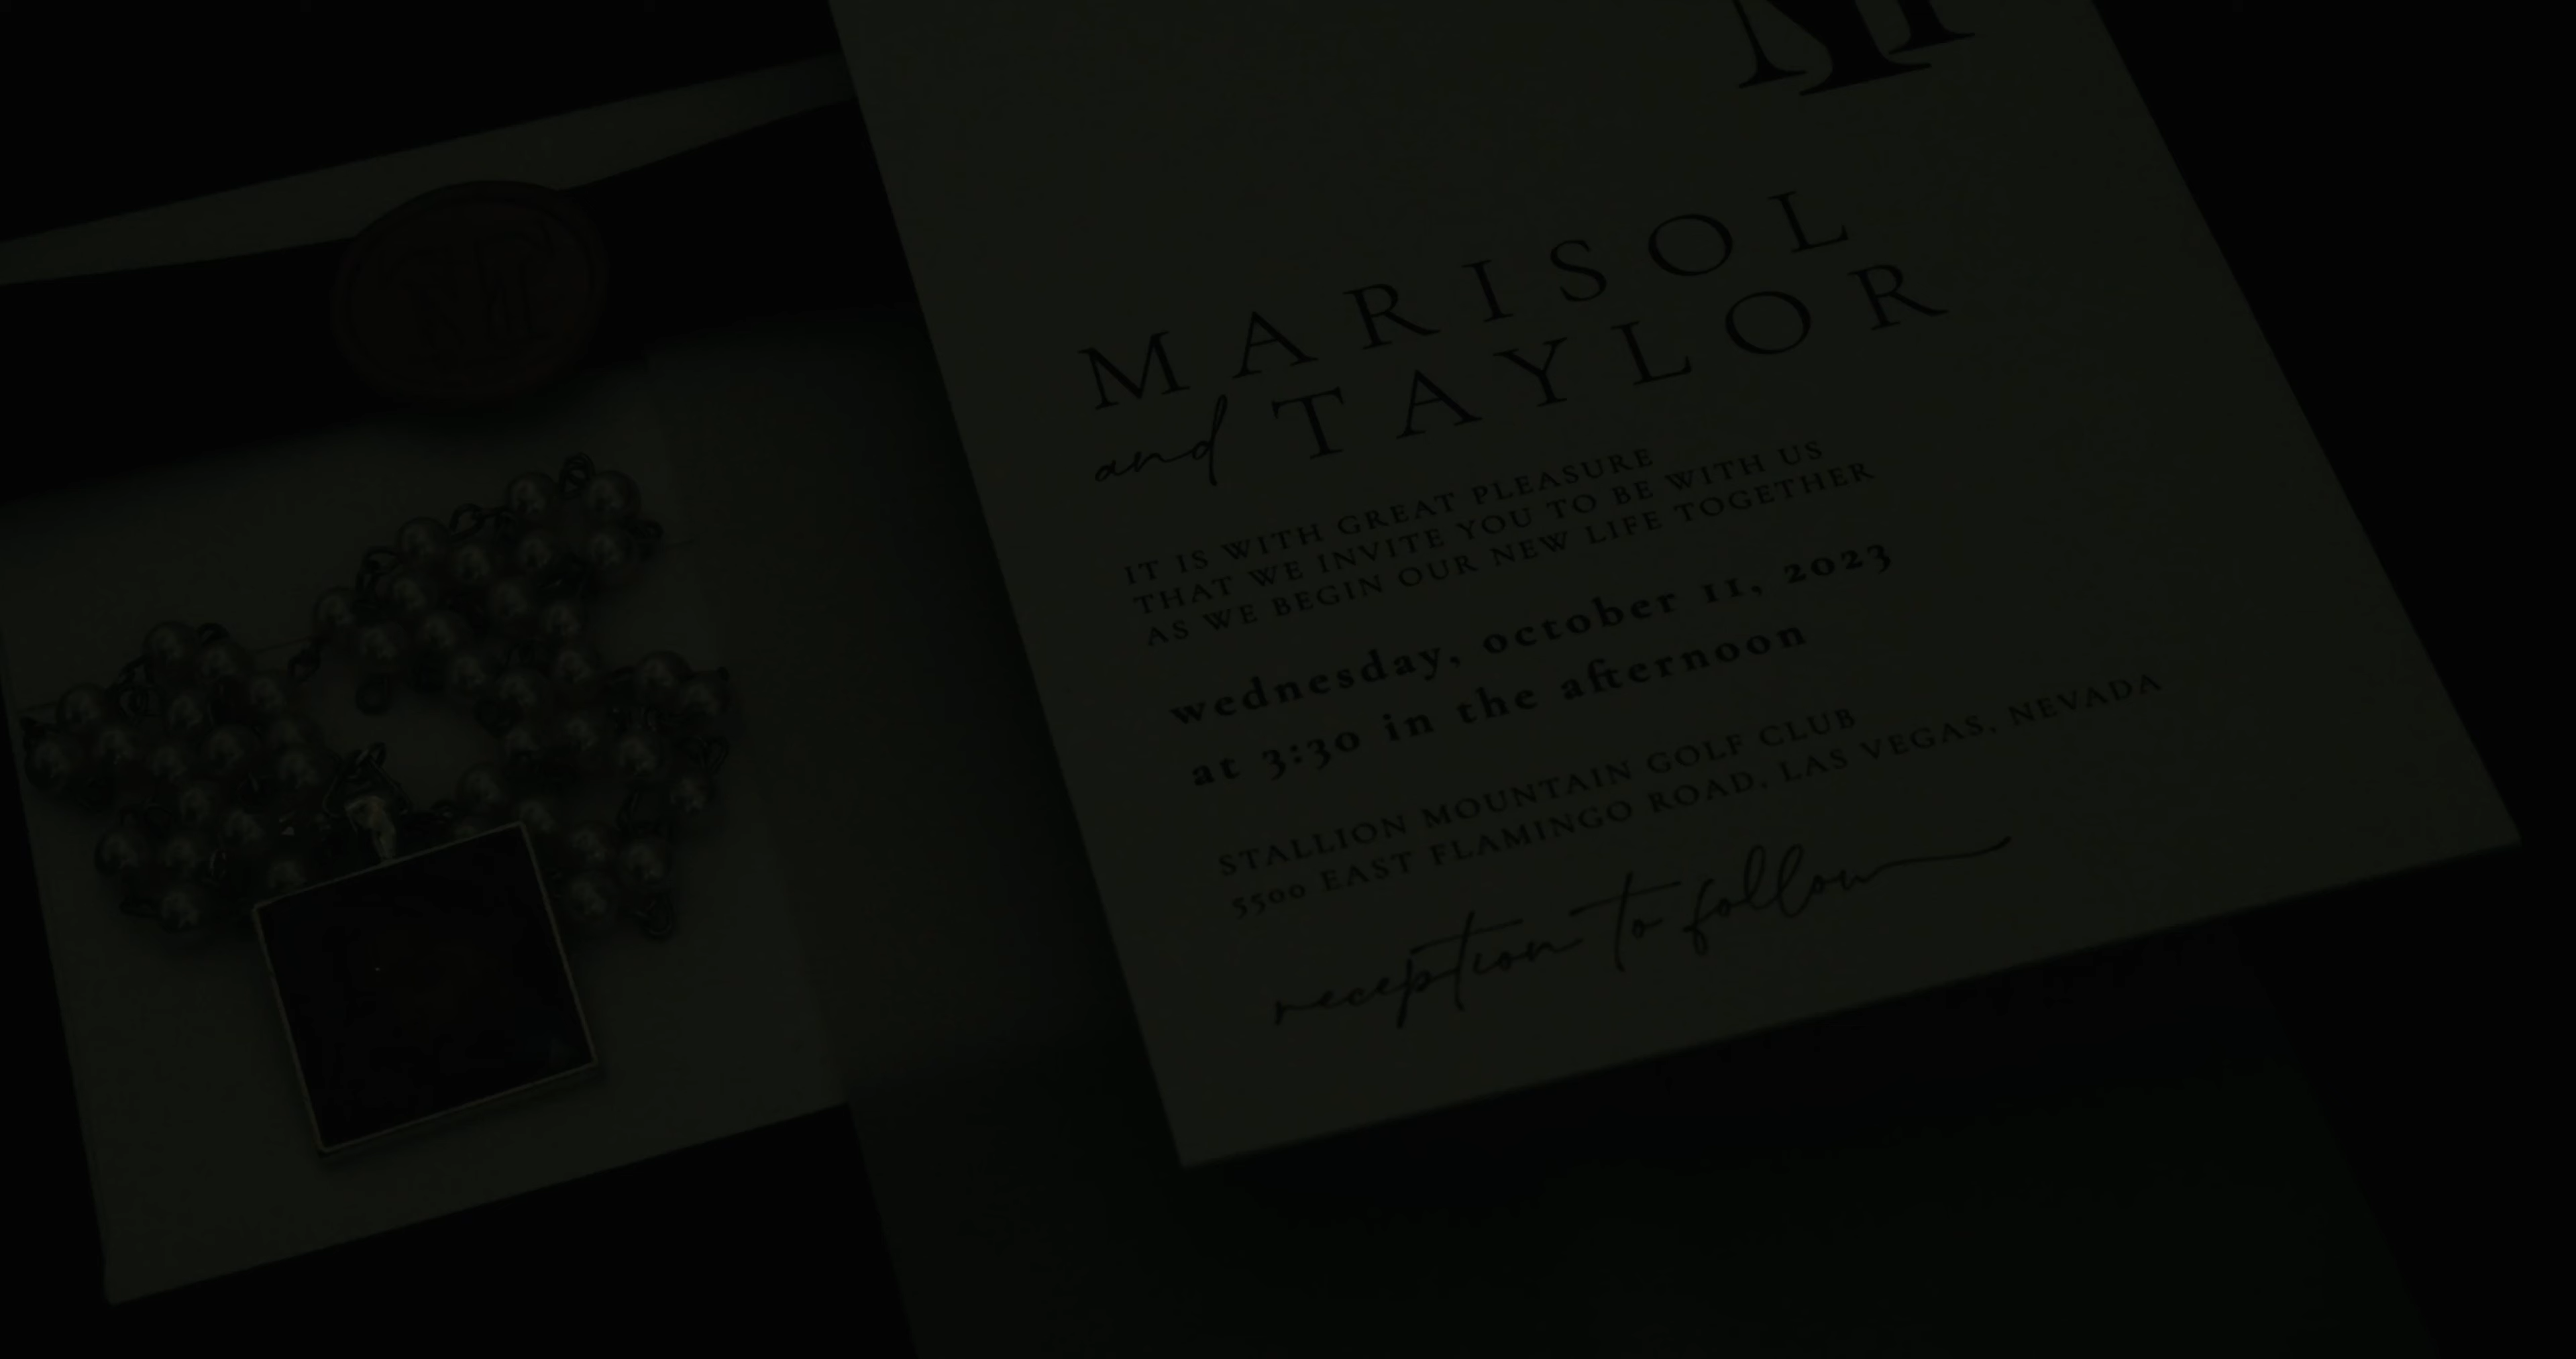 MARISOL
and TAYLOR
IT IS WITH GREAT PLEASURE
THAT WE INVITE YOU TO BE WITH US
AS WE BEGIN OUR NEW LIFE TOGETHER
wednesday, october 11, 2023
at 3:30 in the afternoon
STALLION MOUNTAIN GOLF CLUB
5500 EAST FLAMINGO ROAD, LAS VEGAS, NEVADA
reception to follow